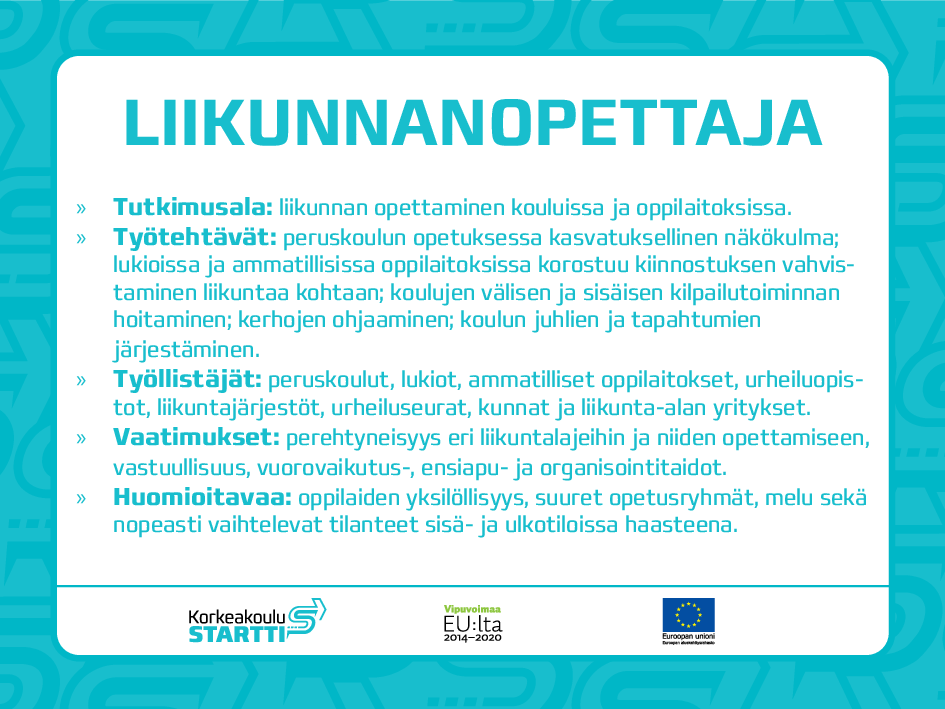 LIIKUNNANOPETTAJA
» Tutkimusala: liikunnan opettaminen kouluissa ja oppilaitoksissa.
» Työtehtävät: peruskoulun opetuksessa kasvatuksellinen näkökulma;
lukioissa ja ammatillisissa oppilaitoksissa korostuu kiinnostuksen vahvis-
taminen liikuntaa kohtaan; koulujen välisen ja sisäisen kilpailutoiminnan
hoitaminen; kerhojen ohjaaminen; koulun juhlien ja tapahtumien
järjestäminen.
» Työllistäjät: peruskoulut, lukiot, ammatilliset oppilaitokset, urheiluopis-
tot, liikuntajärjestöt, urheiluseurat, kunnat ja liikunta-alan yritykset.
» Vaatimukset: perehtyneisyys eri liikuntalajeihin ja niiden opettamiseen,
vastuullisuus, vuorovaikutus-, ensiapu- ja organisointitaidot.
» Huomioitavaa: oppilaiden yksilöllisyys, suuret opetusryhmät, melu sekä
nopeasti vaihtelevat tilanteet sisä- ja ulkotiloissa haasteena.
Korkeakoulu
STARTTI
Vipuvoimaa
EU:lta
2014–2020
Euroopan unioni
Euroopan aluekehitysrahasto